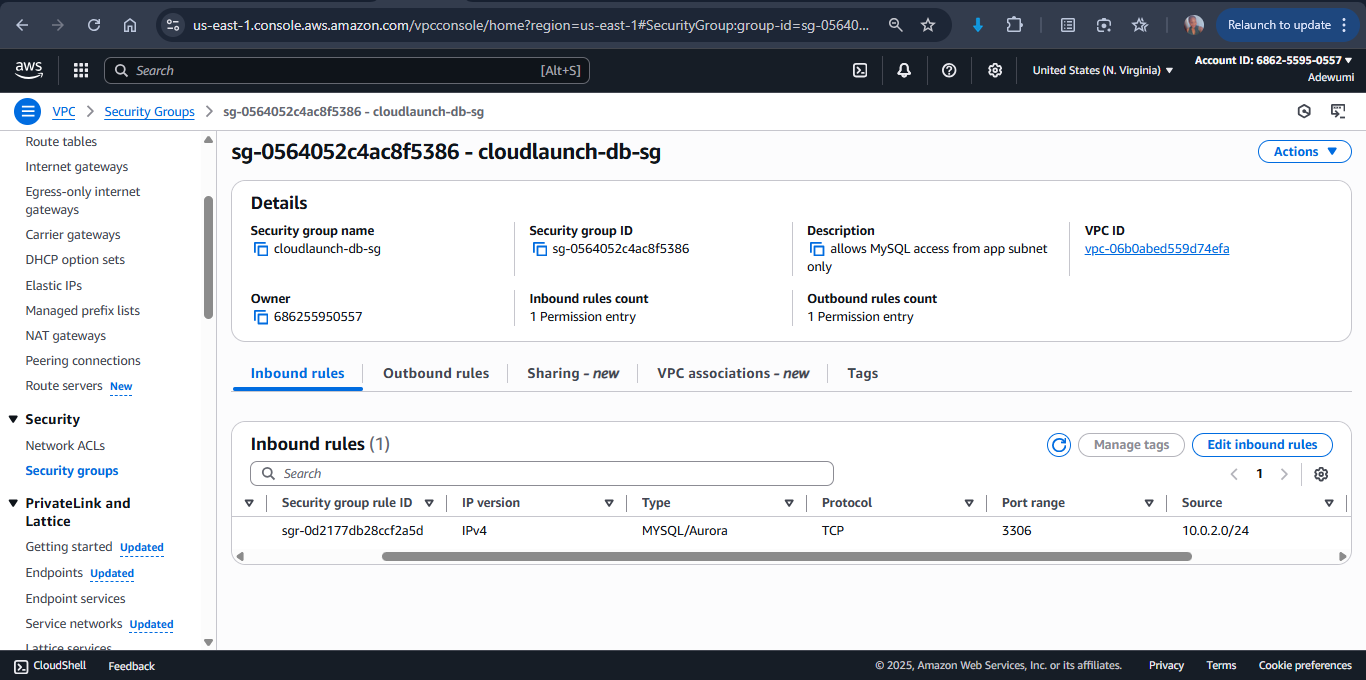 us-east-1.console.aws.amazon.com/vpcconsole/home?region=us-east-1#SecurityGroup:group-id=sg-05640...
Relaunch to update
aws
Search
[Alt+S]
United States (N. Virginia)
Account ID: 6862-5595-0557
Adewumi
VPC
Security Groups
sg-0564052c4ac8f5386 - cloudlaunch-db-sg
Route tables
Internet gateways
Egress-only internet
gateways
Carrier gateways
DHCP option sets
Elastic IPs
Managed prefix lists
NAT gateways
Peering connections
Route servers New
Security
Network ACLs
Security groups
PrivateLink and
Lattice
Getting started Updated
Endpoints Updated
Endpoint services
Service networks Updated
Lattice services
sg-0564052c4ac8f5386 - cloudlaunch-db-sg
Actions
Details
Security group name
cloudlaunch-db-sg
Security group ID
sg-0564052c4ac8f5386
Description
allows MySQL access from app subnet
only
VPC ID
vpc-06b0abed559d74efa
Owner
686255950557
Inbound rules count
1 Permission entry
Outbound rules count
1 Permission entry
Inbound rules
Outbound rules
Sharing - new
VPC associations - new
Tags
Inbound rules (1)
Manage tags
Edit inbound rules
Search
1
Security group rule ID
IP version
Type
Protocol
Port range
Source
sgr-0d2177db28ccf2a5d
IPv4
MYSQL/Aurora
TCP
3306
10.0.2.0/24
CloudShell
Feedback
© 2025, Amazon Web Services, Inc. or its affiliates.
Privacy
Terms
Cookie preferences